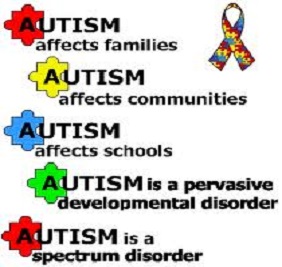 AUTISM
affects families
AUTISM
affects communities
AUTISM
affects schools
AUTISM is a pervasive
developmental disorder
AUTISM is a
spectrum disorder